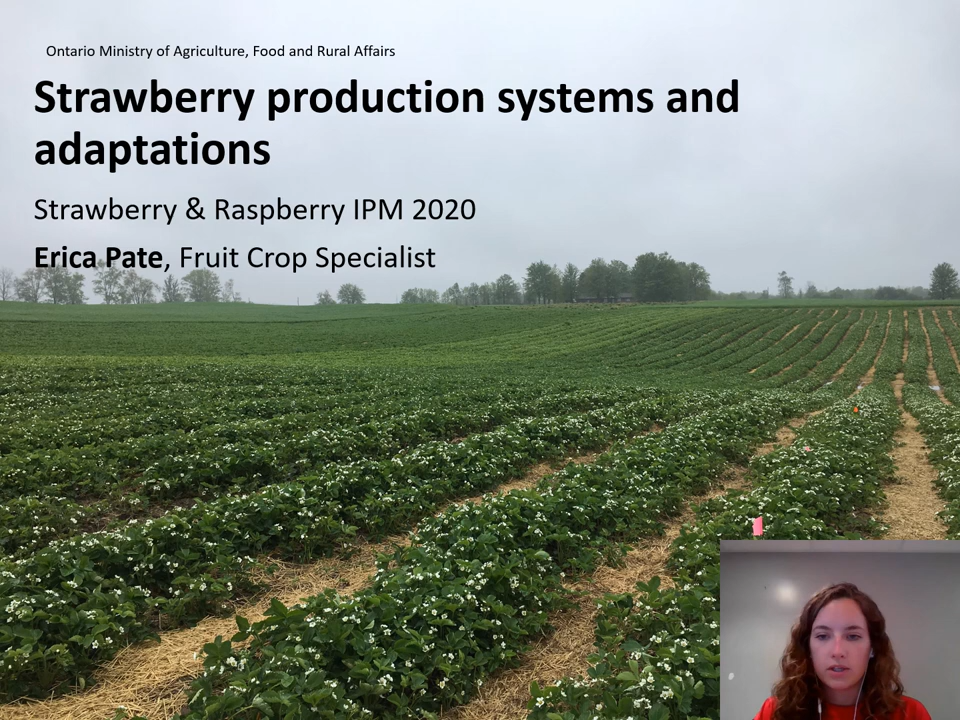 Ontario Ministry of Agriculture, Food and Rural Affairs
Strawberry production systems and
adaptations
Strawberry & Raspberry IPM 2020
Erica Pate, Fruit Crop Specialist